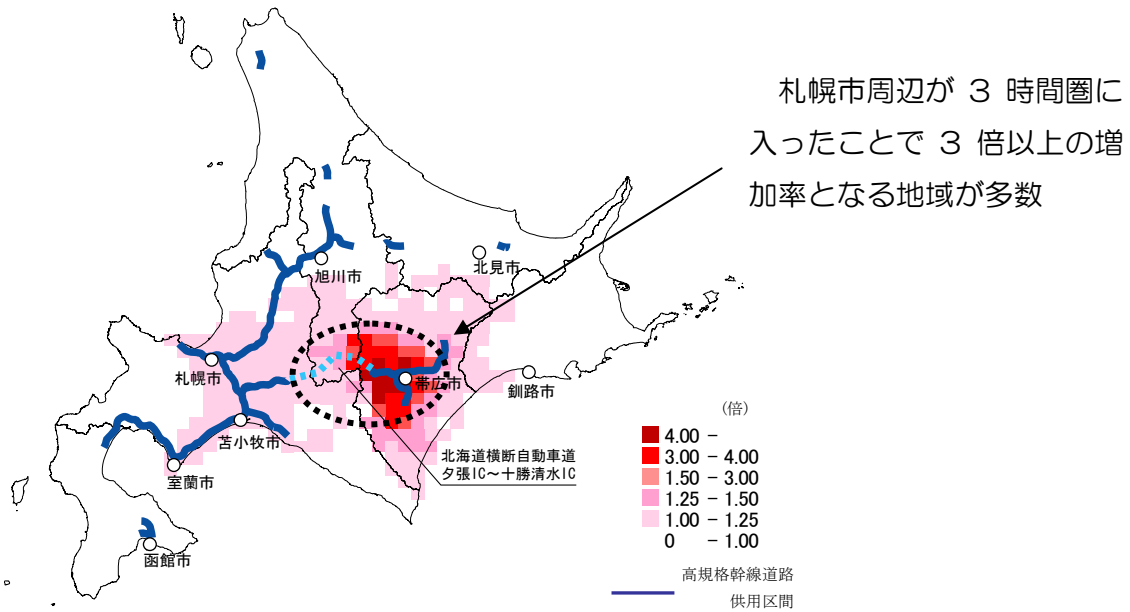 札幌市周辺が 3 時間圏に
入ったことで 3 倍以上の増
加率となる地域が多数
旭川市
北見市
札幌市
帯広市
釧路市
苫小牧市
室蘭市
函館市
北海道横断自動車道
夕張IC～十勝清水IC
(倍)
4.00 -
3.00 - 4.00
1.50 - 3.00
1.25 - 1.50
1.00 - 1.25
0 - 1.00
高規格幹線道路
供用区間